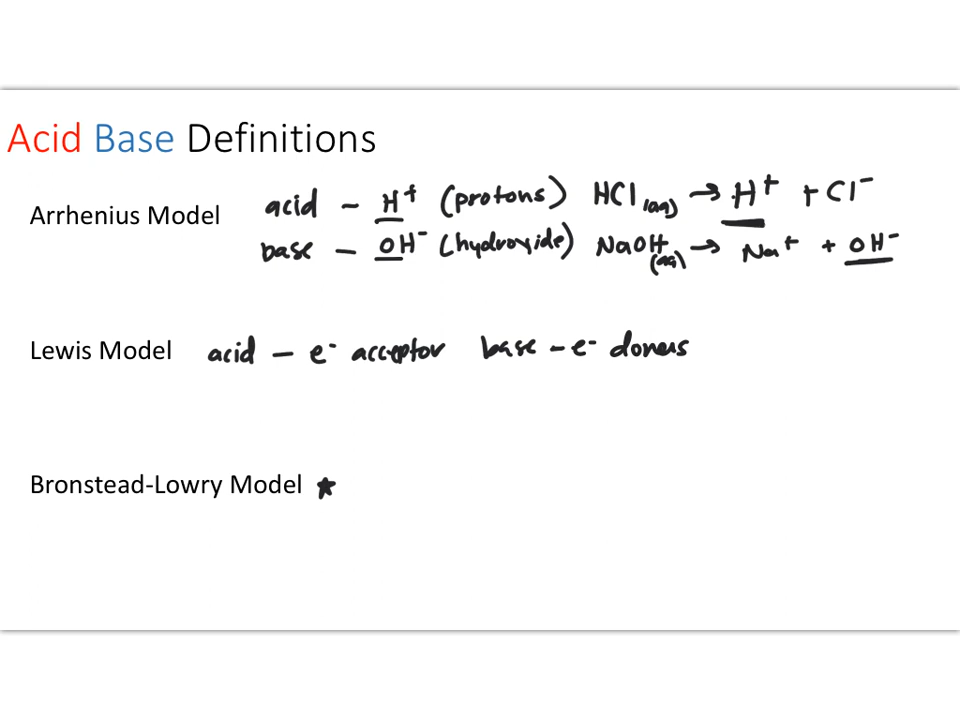 Acid Base Definitions
Arrhenius Model acid – H⁺ (protons) HCl (aq) → H⁺ + Cl⁻
base – OH⁻ (hydroxide) NaOH (aq) → Na⁺ + OH⁻
Lewis Model acid – e⁻ acceptor base – e⁻ doners
Bronstead-Lowry Model ★